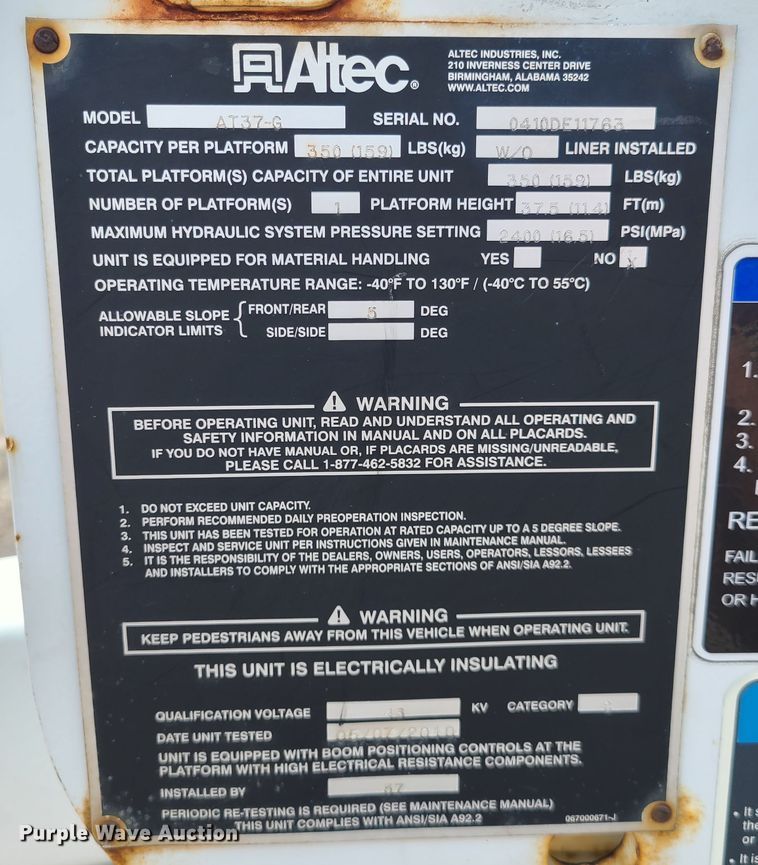 Altec®
ALTEC INDUSTRIES, INC.
210 INVERNESS CENTER DRIVE
BIRMINGHAM, ALABAMA 35242
WWW.ALTEC.COM
MODEL AT37-G SERIAL NO. 0410DE11763
CAPACITY PER PLATFORM 350 (159) LBS(kg) W/O LINER INSTALLED
TOTAL PLATFORM(S) CAPACITY OF ENTIRE UNIT 350 (159) LBS(kg)
NUMBER OF PLATFORM(S) 1 PLATFORM HEIGHT 37.5 (11.4) FT(m)
MAXIMUM HYDRAULIC SYSTEM PRESSURE SETTING 2400 (16.5) PSI(MPa)
UNIT IS EQUIPPED FOR MATERIAL HANDLING YES NO X
OPERATING TEMPERATURE RANGE: -40°F TO 130°F / (-40°C TO 55°C)
ALLOWABLE SLOPE INDICATOR LIMITS
FRONT/REAR 5 DEG
SIDE/SIDE DEG
WARNING
BEFORE OPERATING UNIT, READ AND UNDERSTAND ALL OPERATING AND
SAFETY INFORMATION IN MANUAL AND ON ALL PLACARDS.
IF YOU DO NOT HAVE MANUAL OR, IF PLACARDS ARE MISSING/UNREADABLE,
PLEASE CALL 1-877-462-5832 FOR ASSISTANCE.
1. DO NOT EXCEED UNIT CAPACITY.
2. PERFORM RECOMMENDED DAILY PREOPERATION INSPECTION.
3. THIS UNIT HAS BEEN TESTED FOR OPERATION AT RATED CAPACITY UP TO A 5 DEGREE SLOPE.
4. INSPECT AND SERVICE UNIT PER INSTRUCTIONS GIVEN IN MAINTENANCE MANUAL.
5. IT IS THE RESPONSIBILITY OF THE DEALERS, OWNERS, USERS, OPERATORS, LESSORS, LESSEES
AND INSTALLERS TO COMPLY WITH THE APPROPRIATE SECTIONS OF ANSI/SIA A92.2.
WARNING
KEEP PEDESTRIANS AWAY FROM THIS VEHICLE WHEN OPERATING UNIT.
THIS UNIT IS ELECTRICALLY INSULATING
QUALIFICATION VOLTAGE KV CATEGORY
DATE UNIT TESTED
UNIT IS EQUIPPED WITH BOOM POSITIONING CONTROLS AT THE
PLATFORM WITH HIGH ELECTRICAL RESISTANCE COMPONENTS.
INSTALLED BY
PERIODIC RE-TESTING IS REQUIRED (SEE MAINTENANCE MANUAL)
THIS UNIT COMPLIES WITH ANSI/SIA A92.2
067000671-J
1.
2.
3.
4.
RE
FAIL
RESU
OR H
• It s
the
or
• It is
Purple Wave Auction